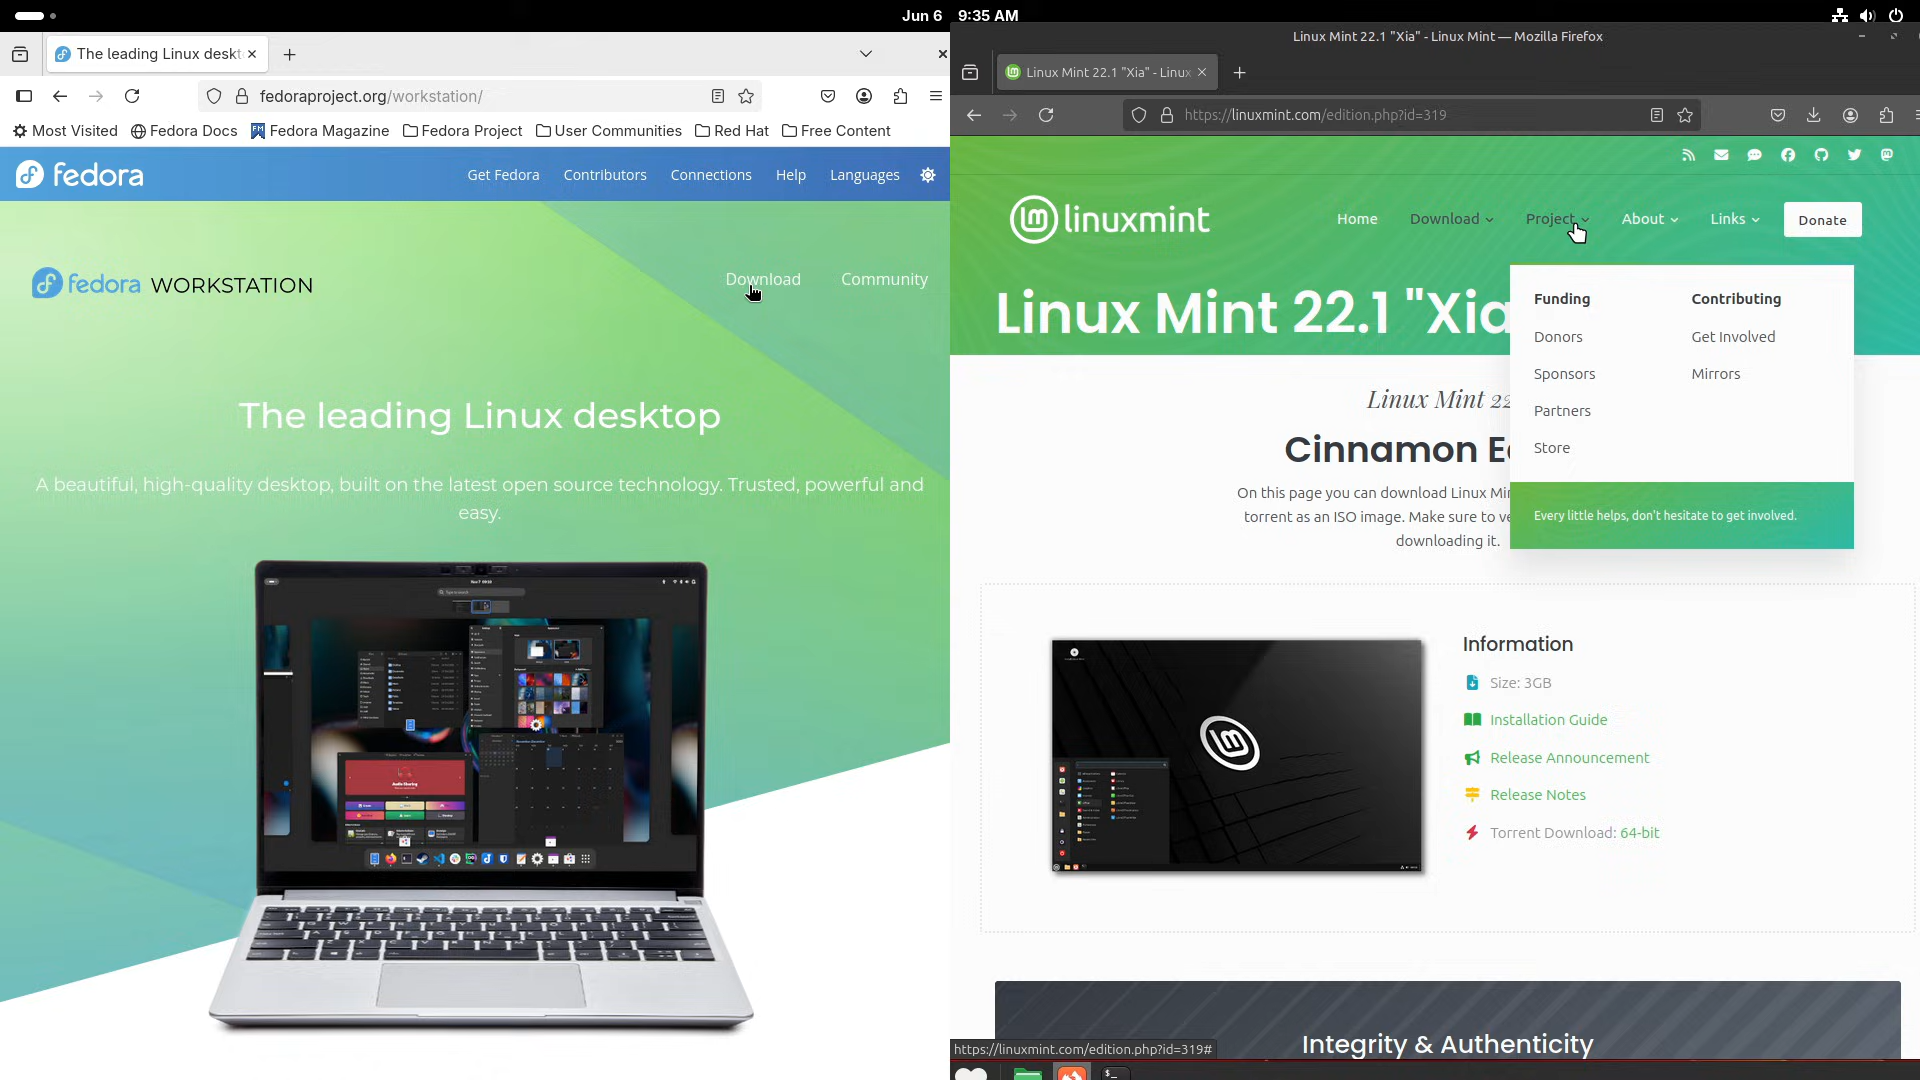 Jun 6 9:35 AM
The leading Linux deskt
fedoraproject.org/workstation/
Most Visited Fedora Docs Fedora Magazine Fedora Project User Communities Red Hat Free Content
fedora
Get Fedora Contributors Connections Help Languages
fedora WORKSTATION
Download Community
The leading Linux desktop
A beautiful, high-quality desktop, built on the latest open source technology. Trusted, powerful and
easy.
Linux Mint 22.1 "Xia" - Linux Mint — Mozilla Firefox
Linux Mint 22.1 "Xia" - Linux
https://linuxmint.com/edition.php?id=319
linuxmint
Home Download Project About Links Donate
Linux Mint 22.1 "Xia
Funding
Donors
Sponsors
Partners
Store
Contributing
Get Involved
Mirrors
Every little helps, don't hesitate to get involved.
Linux Mint 22
Cinnamon E
On this page you can download Linux Mi
torrent as an ISO image. Make sure to ve
downloading it.
Information
Size: 3GB
Installation Guide
Release Announcement
Release Notes
Torrent Download: 64-bit
Integrity & Authenticity
https://linuxmint.com/edition.php?id=319#